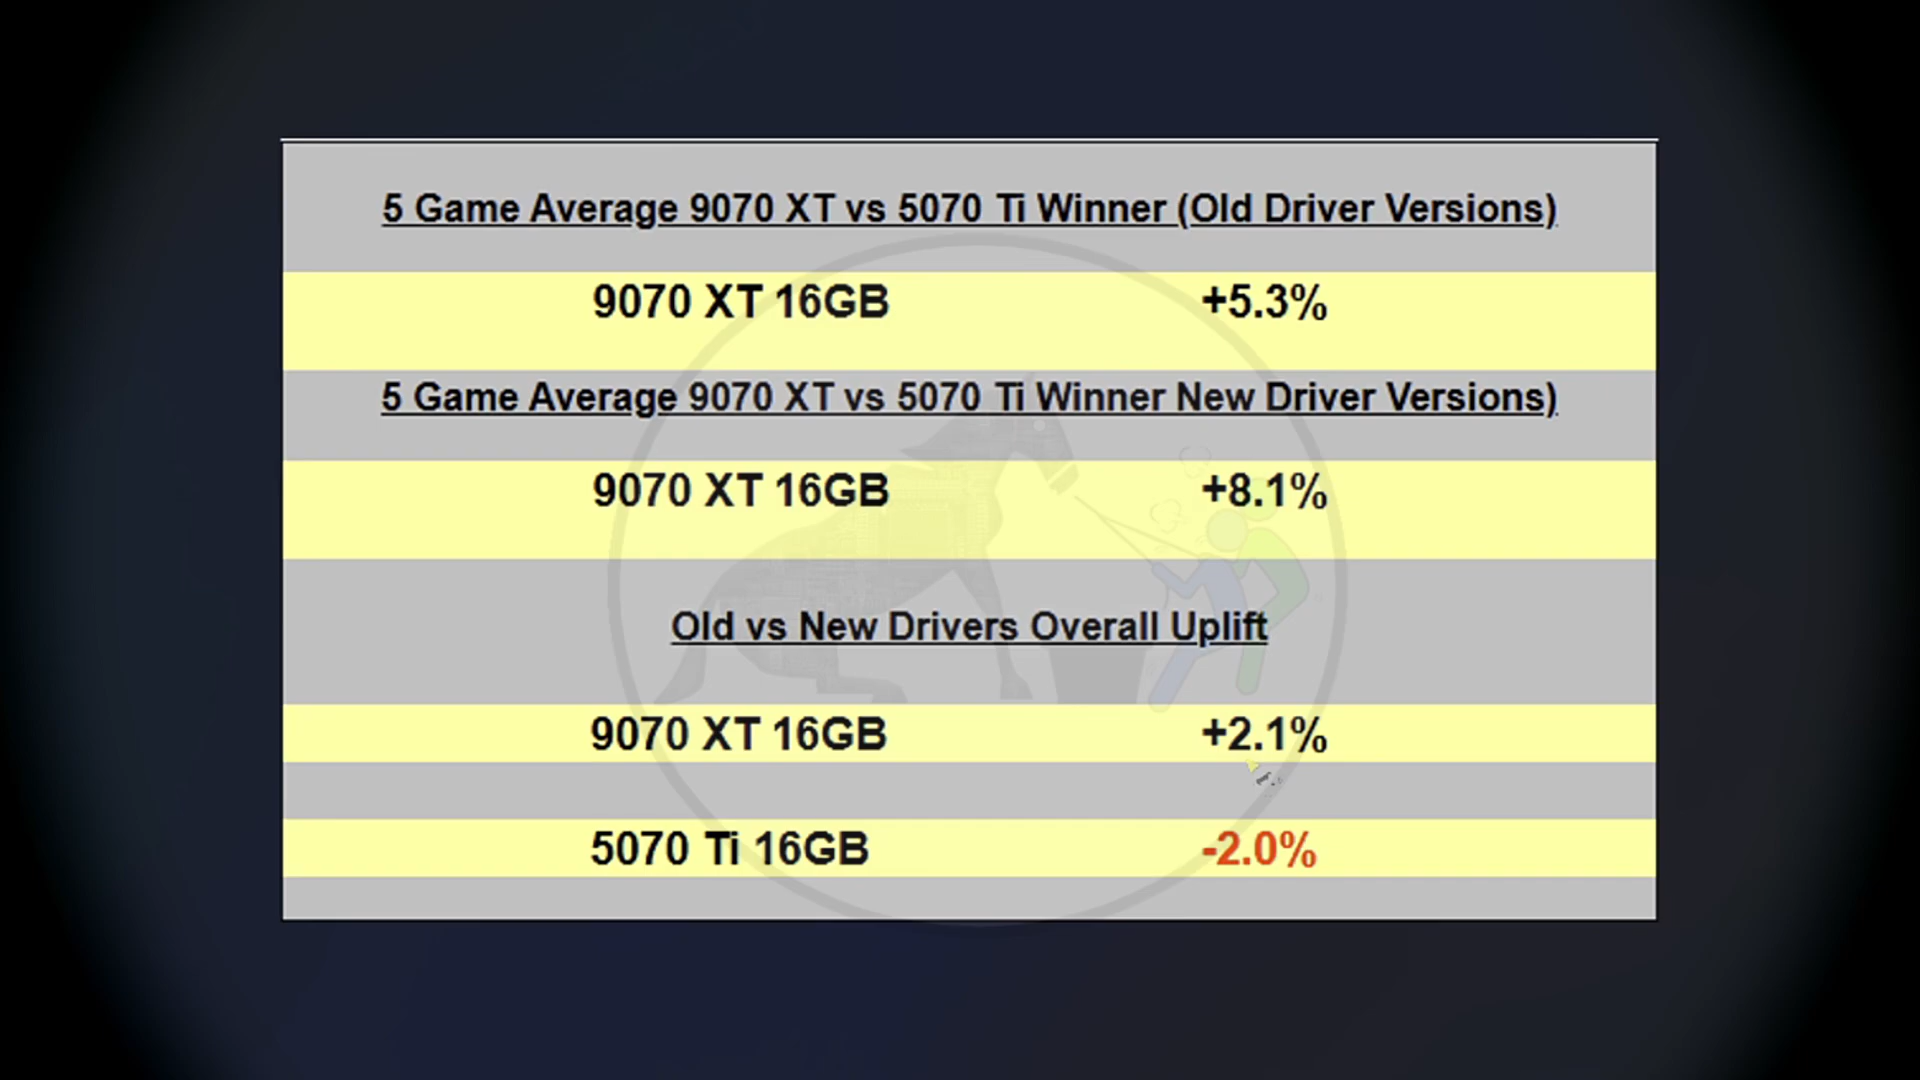 5 Game Average 9070 XT vs 5070 Ti Winner (Old Driver Versions)
9070 XT 16GB +5.3%
5 Game Average 9070 XT vs 5070 Ti Winner New Driver Versions)
9070 XT 16GB +8.1%
Old vs New Drivers Overall Uplift
9070 XT 16GB +2.1%
5070 Ti 16GB -2.0%